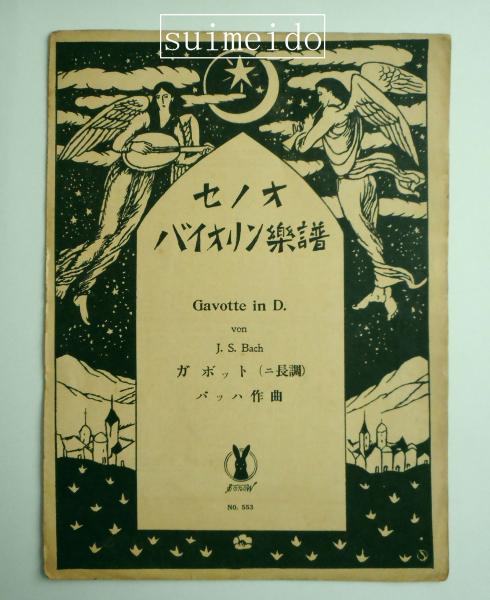 suimeido
セノオ
バイオリン樂譜
Gavotte in D.
von
J. S. Bach
ガボット (ニ長調)
バッハ作曲
NO. 553